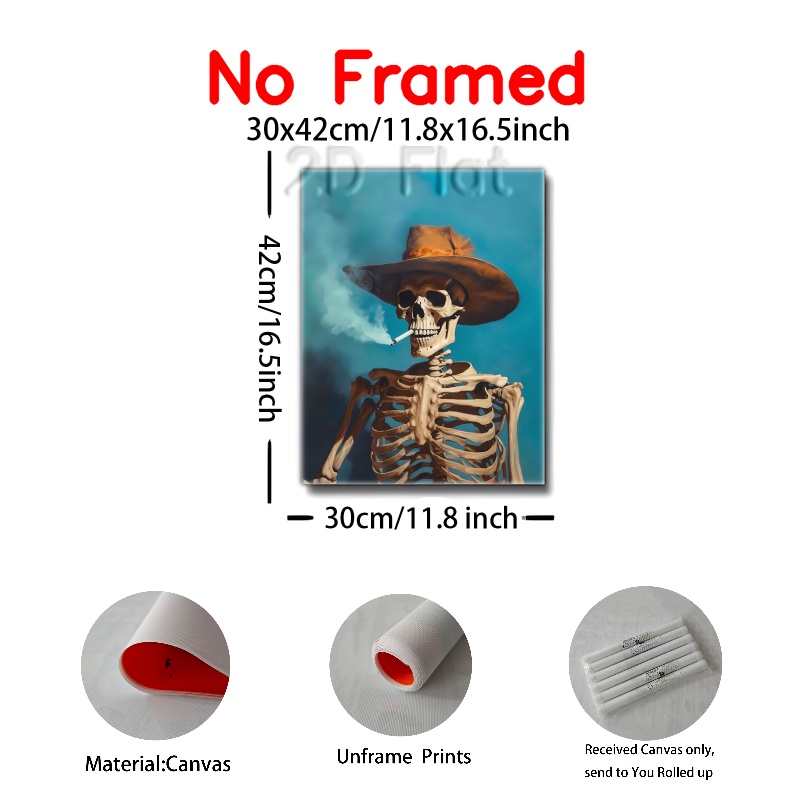 No Framed
30x42cm/11.8x16.5inch
2D Flat
42cm/16.5inch
30cm/11.8 inch
Material:Canvas
Unframe Prints
Received Canvas only,
send to You Rolled up